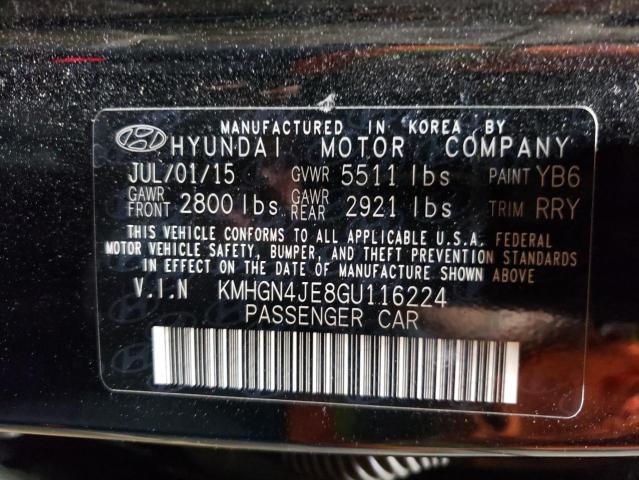 MANUFACTURED IN KOREA BY
HYUNDAI MOTOR COMPANY
JUL/01/15 GVWR 5511 lbs PAINT YB6
GAWR FRONT 2800 lbs GAWR REAR 2921 lbs TRIM RRY
THIS VEHICLE CONFORMS TO ALL APPLICABLE U.S.A. FEDERAL
MOTOR VEHICLE SAFETY, BUMPER, AND THEFT PREVENTION STANDARDS
IN EFFECT ON THE DATE OF MANUFACTURE SHOWN ABOVE.
V.I.N KMHGN4JE8GU116224
PASSENGER CAR